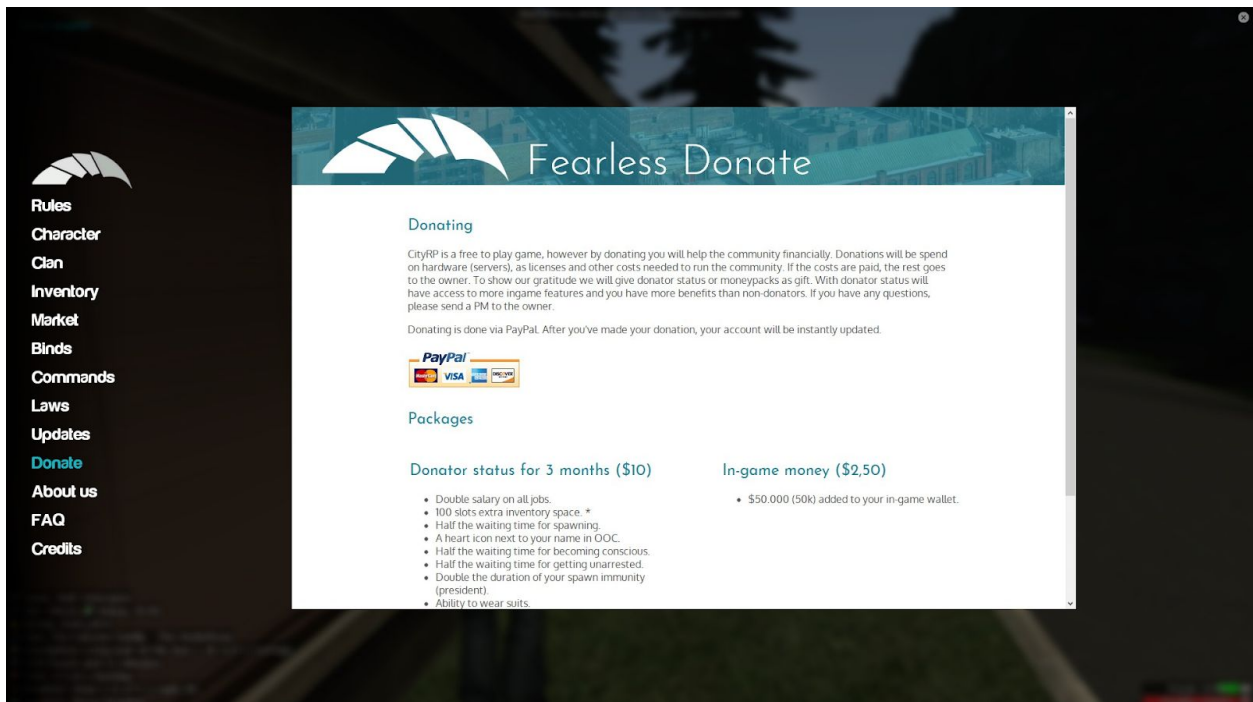 Fearless Donate
Rules
Character
Clan
Inventory
Market
Binds
Commands
Laws
Updates
Donate
About us
FAQ
Credits
Donating
CityRP is a free to play game, however by donating you will help the community financially. Donations will be spend
on hardware (servers), as licenses and other costs needed to run the community. If the costs are paid, the rest goes
to the owner. To show our gratitude we will give donator status or moneypacks as gift. With donator status will
have access to more ingame features and you have more benefits than non-donators. If you have any questions,
please send a PM to the owner.
Donating is done via PayPal. After you've made your donation, your account will be instantly updated.
PayPal
MasterCard VISA DISCOVER
Packages
Donator status for 3 months ($10)
Double salary on all jobs.
100 slots extra inventory space. *
Half the waiting time for spawning.
A heart icon next to your name in OOC.
Half the waiting time for becoming conscious.
Half the waiting time for getting unarrested.
Double the duration of your spawn immunity
(president).
Ability to wear suits.
In-game money ($2,50)
$50.000 (50k) added to your in-game wallet.